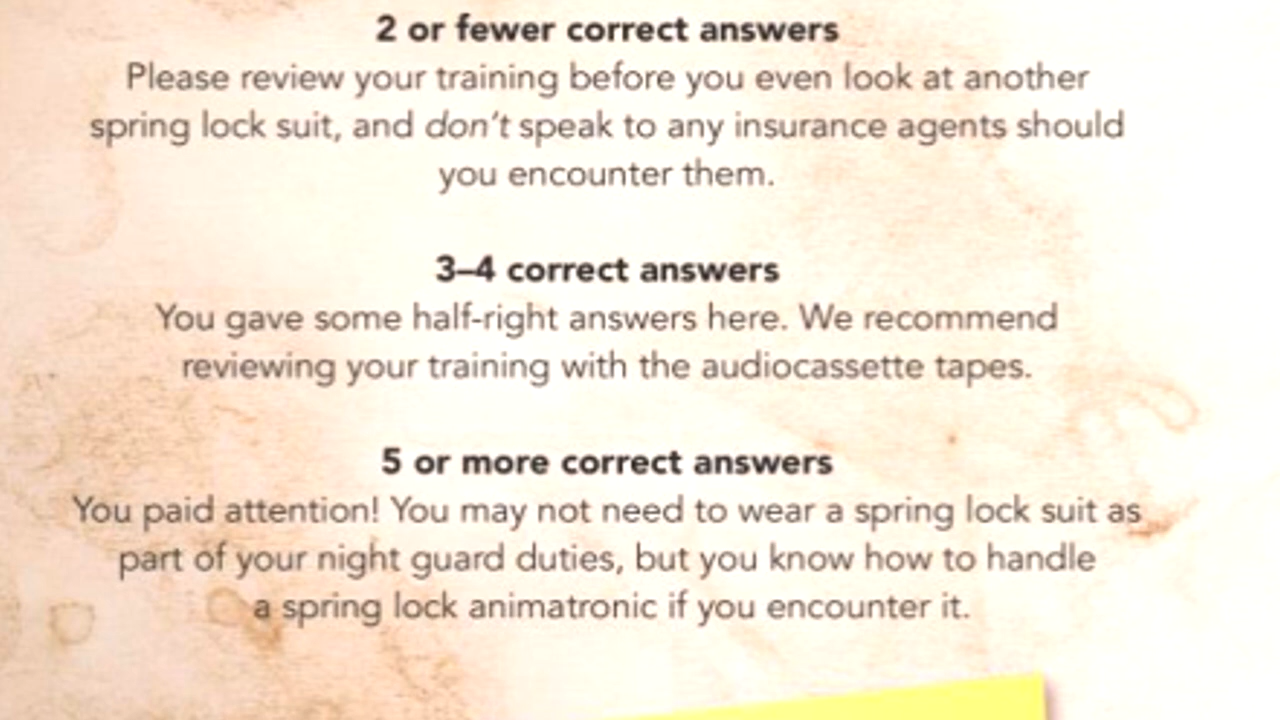 2 or fewer correct answers
Please review your training before you even look at another
spring lock suit, and don't speak to any insurance agents should
you encounter them.
3–4 correct answers
You gave some half-right answers here. We recommend
reviewing your training with the audiocassette tapes.
5 or more correct answers
You paid attention! You may not need to wear a spring lock suit as
part of your night guard duties, but you know how to handle
a spring lock animatronic if you encounter it.